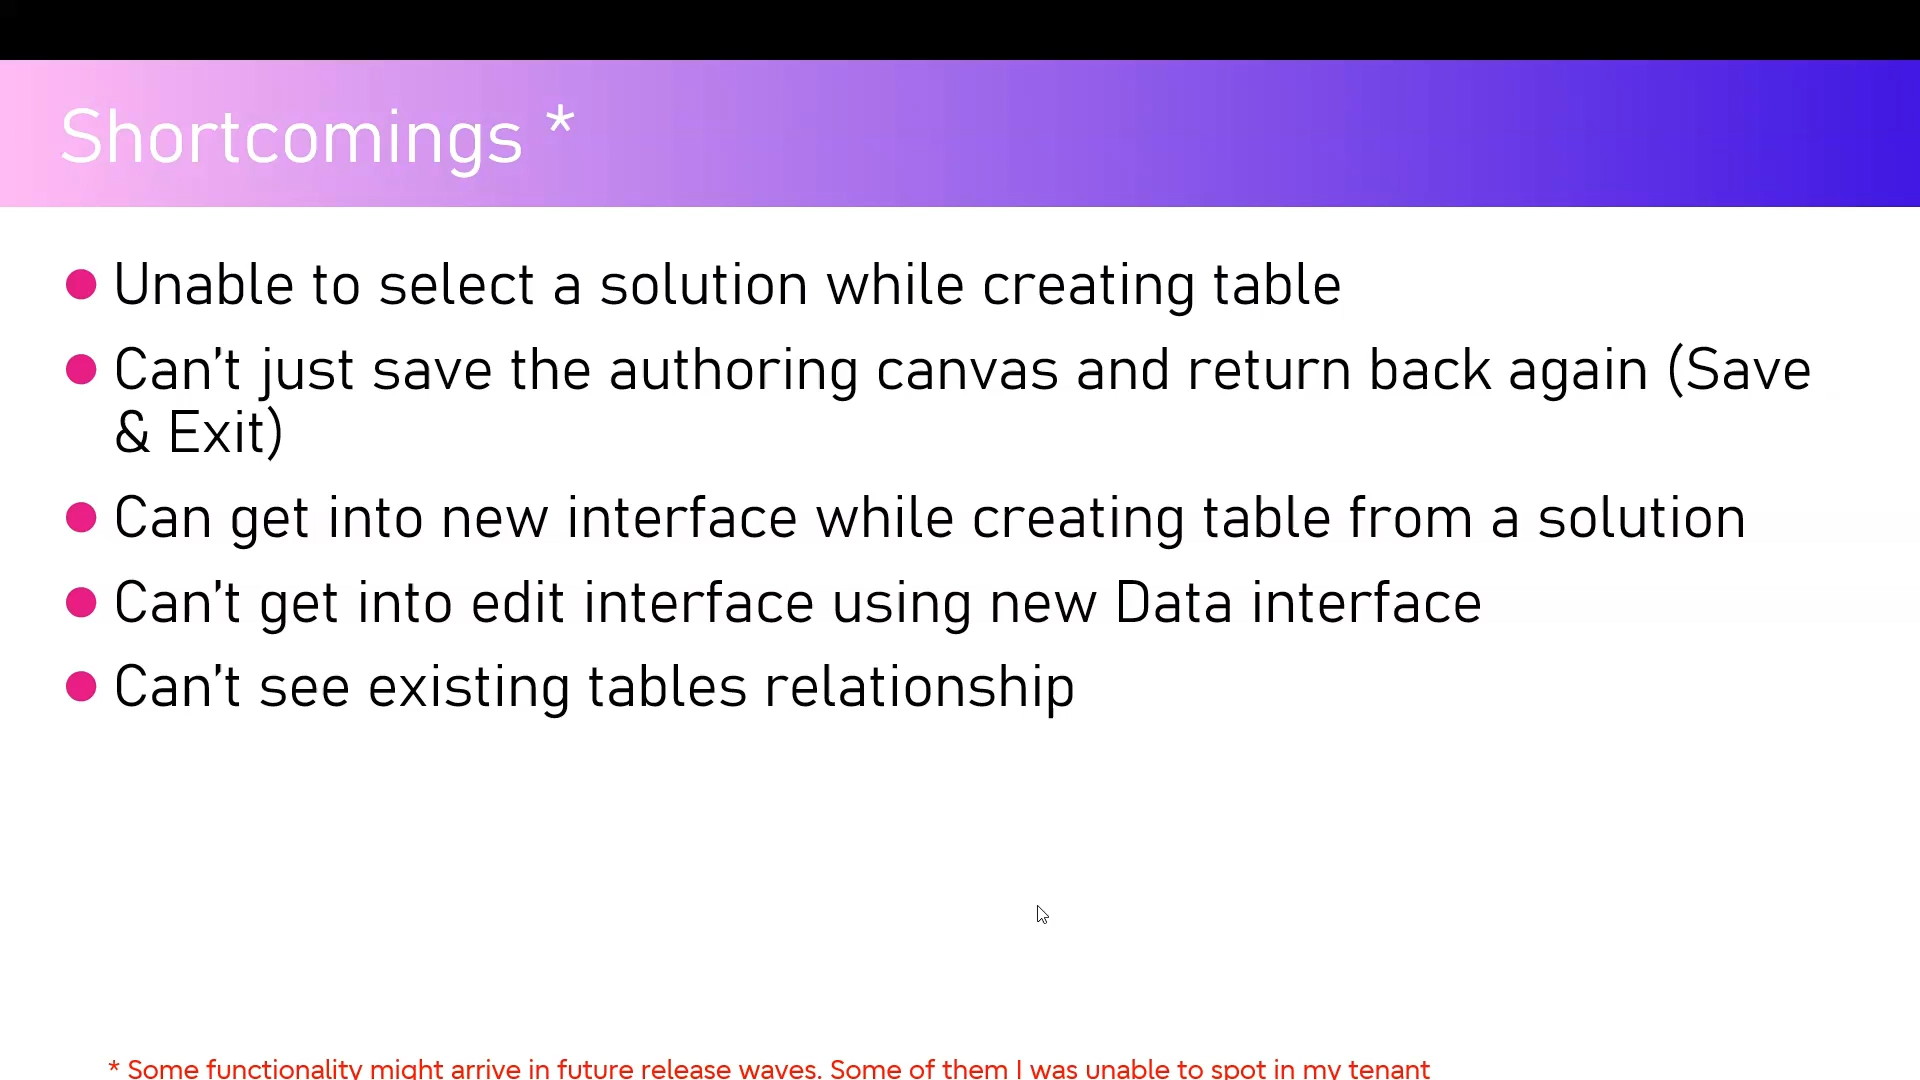 Shortcomings *
Unable to select a solution while creating table
Can't just save the authoring canvas and return back again (Save
& Exit)
Can get into new interface while creating table from a solution
Can't get into edit interface using new Data interface
Can't see existing tables relationship
* Some functionality might arrive in future release waves. Some of them I was unable to spot in my tenant